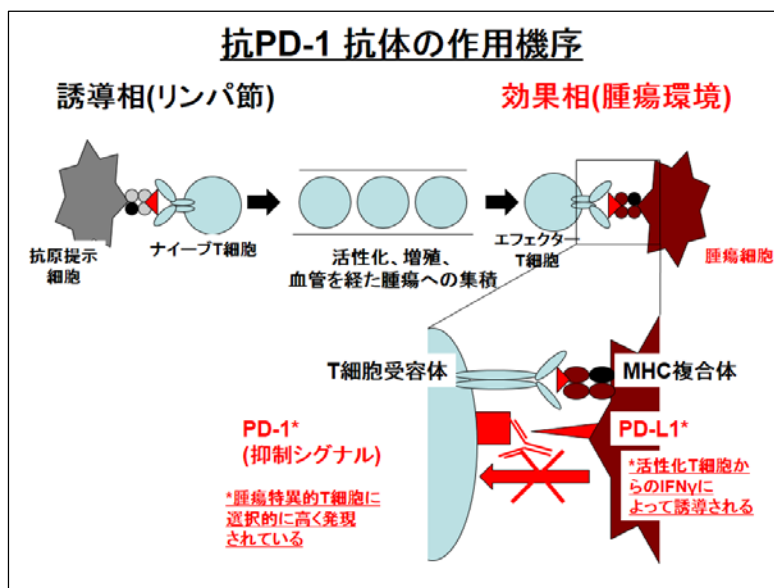 抗PD-1 抗体の作用機序
誘導相(リンパ節)
効果相(腫瘍環境)
抗原提示
細胞
ナイーブT細胞
活性化、増殖、
血管を経た腫瘍への集積
エフェクター
T細胞
腫瘍細胞
T細胞受容体
MHC複合体
PD-1*
(抑制シグナル)
*腫瘍特異的T細胞に
選択的に高く発現
されている
PD-L1*
*活性化T細胞か
らのIFNγに
よって誘導される